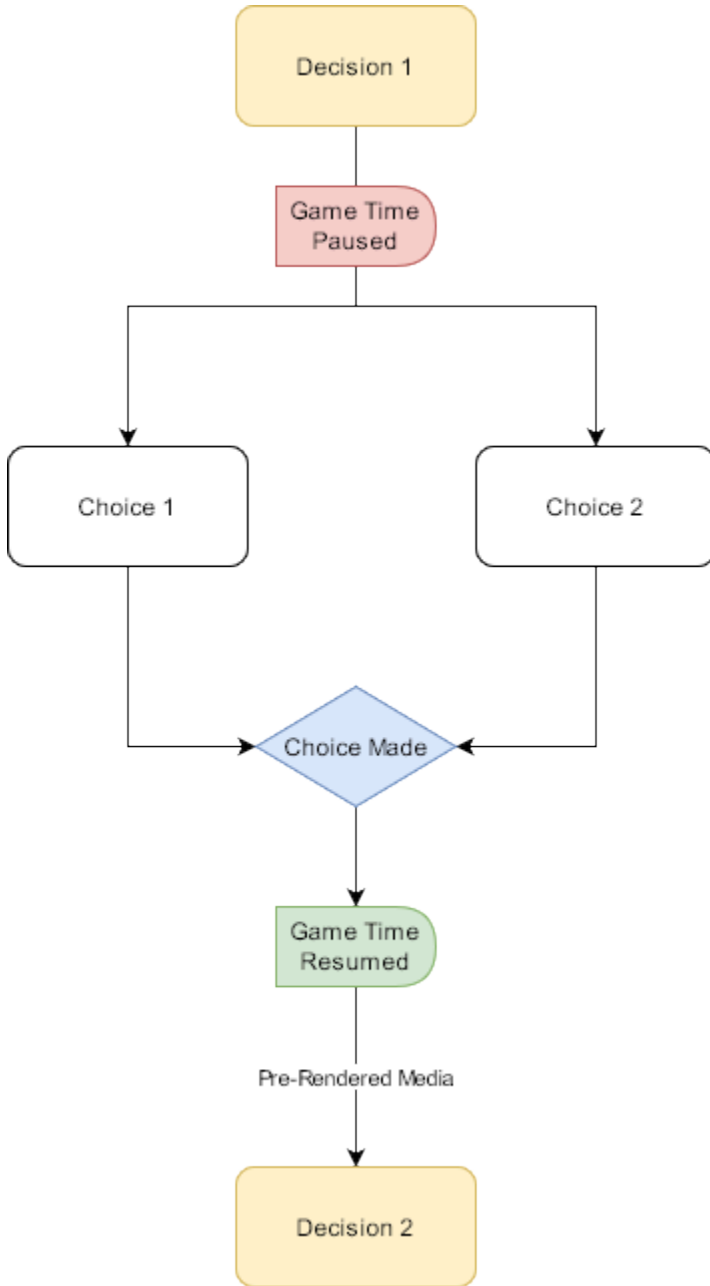 Decision 1
Game Time
Paused
Choice 1
Choice 2
Choice Made
Game Time
Resumed
Pre-Rendered Media
Decision 2